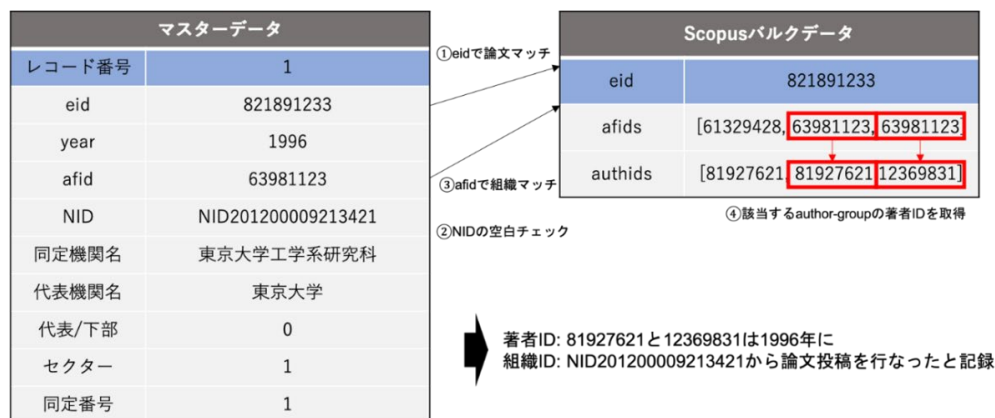 マスターデータ
レコード番号 1
eid 821891233
year 1996
afid 63981123
NID NID201200009213421
同定機関名 東京大学工学系研究科
代表機関名 東京大学
代表/下部 0
セクター 1
同定番号 1
①eidで論文マッチ
③afidで組織マッチ
②NIDの空白チェック
Scopusバルクデータ
eid 821891233
afids [61329428, 63981123, 63981123]
authids [81927621, 81927621 12369831]
④該当するauthor-groupの著者IDを取得
著者ID: 81927621と12369831は1996年に
組織ID: NID201200009213421から論文投稿を行なったと記録